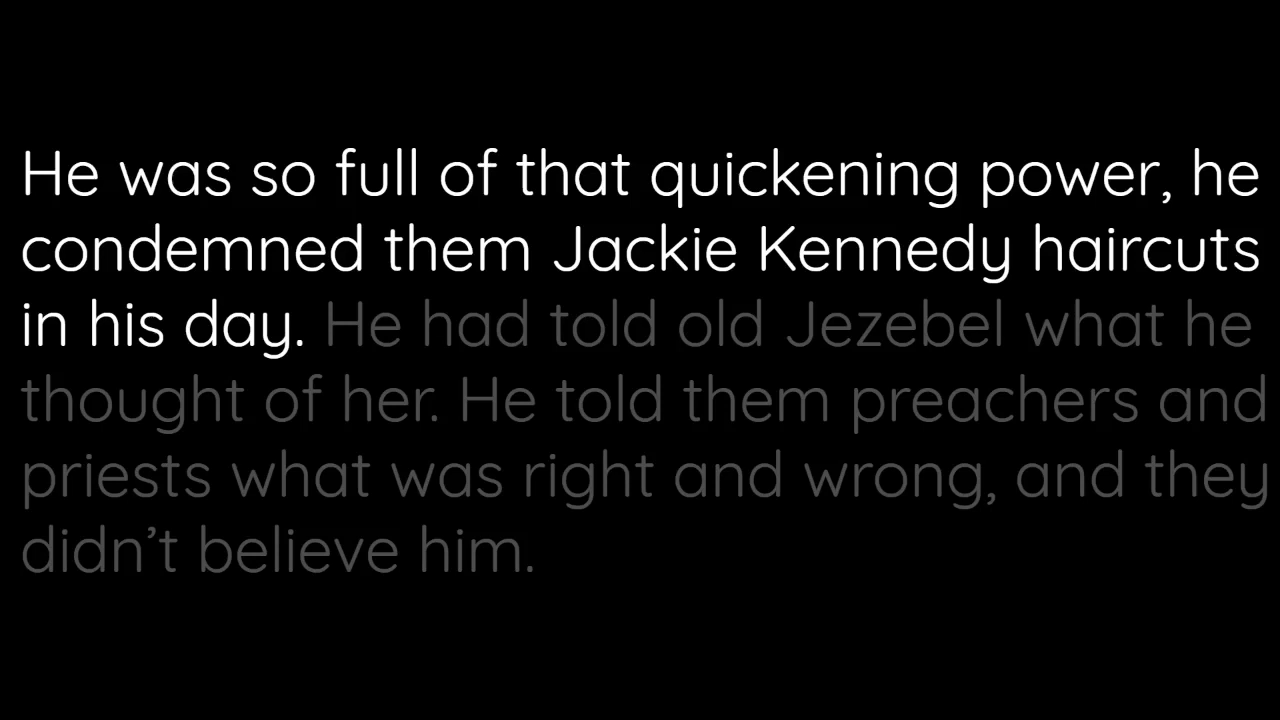 He was so full of that quickening power, he
condemned them Jackie Kennedy haircuts
in his day. He had told old Jezebel what he
thought of her. He told them preachers and
priests what was right and wrong, and they
didn’t believe him.